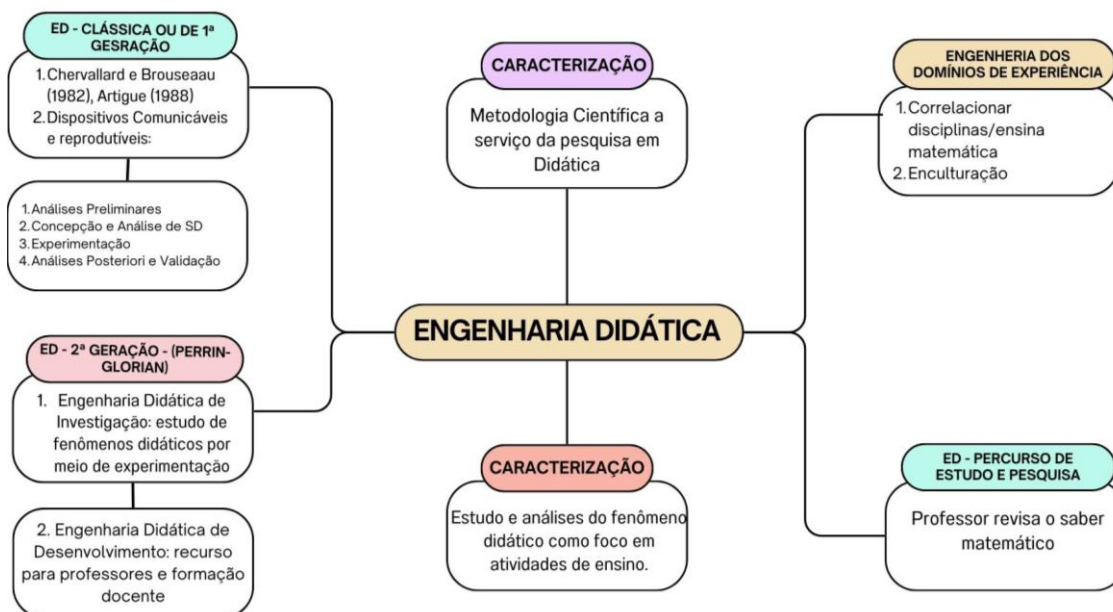 ED - CLÁSSICA OU DE 1ª
GESRAÇÃO
1. Chervallard e Brouseaau
(1982), Artigue (1988)
2. Dispositivos Comunicáveis
e reprodutíveis:
1. Análises Preliminares
2. Concepção e Análise de SD
3. Experimentação
4. Análises Posteriori e Validação
ED - 2ª GERAÇÃO - (PERRIN-
GLORIAN)
1. Engenharia Didática de
Investigação: estudo de
fenômenos didáticos por
meio de experimentação
2. Engenharia Didática de
Desenvolvimento: recurso
para professores e formação
docente
CARACTERIZAÇÃO
Metodologia Científica a
serviço da pesquisa em
Didática
ENGENHARIA DIDÁTICA
CARACTERIZAÇÃO
Estudo e análises do fenômeno
didático como foco em
atividades de ensino.
ENGENHERIA DOS
DOMÍNIOS DE EXPERIÊNCIA
1. Correlacionar
disciplinas/ensina
matemática
2. Enculturação
ED - PERCURSO DE
ESTUDO E PESQUISA
Professor revisa o saber
matemático